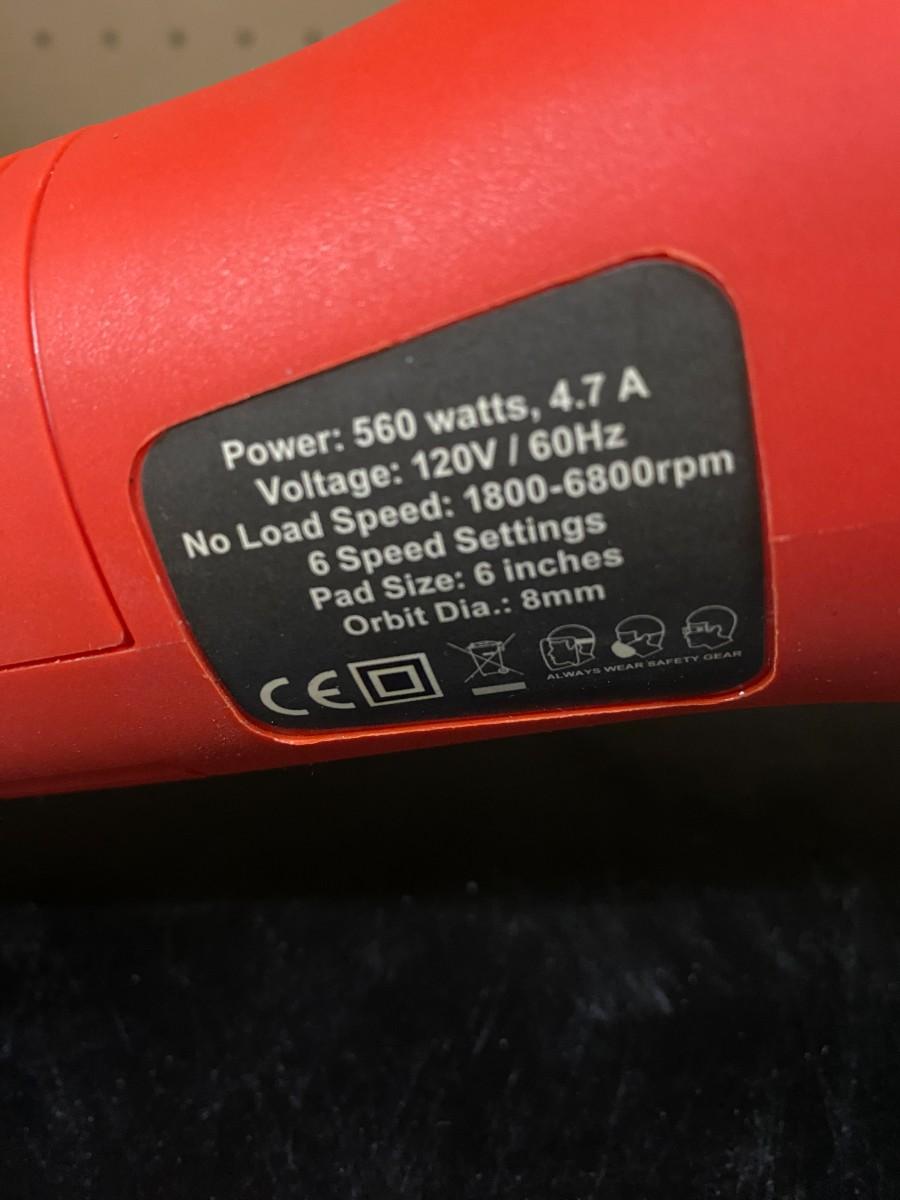 Power: 560 watts, 4.7 A
Voltage: 120V / 60Hz
No Load Speed: 1800-6800rpm
6 Speed Settings
Pad Size: 6 inches
Orbit Dia.: 8mm
CE
ALWAYS WEAR SAFETY GEAR